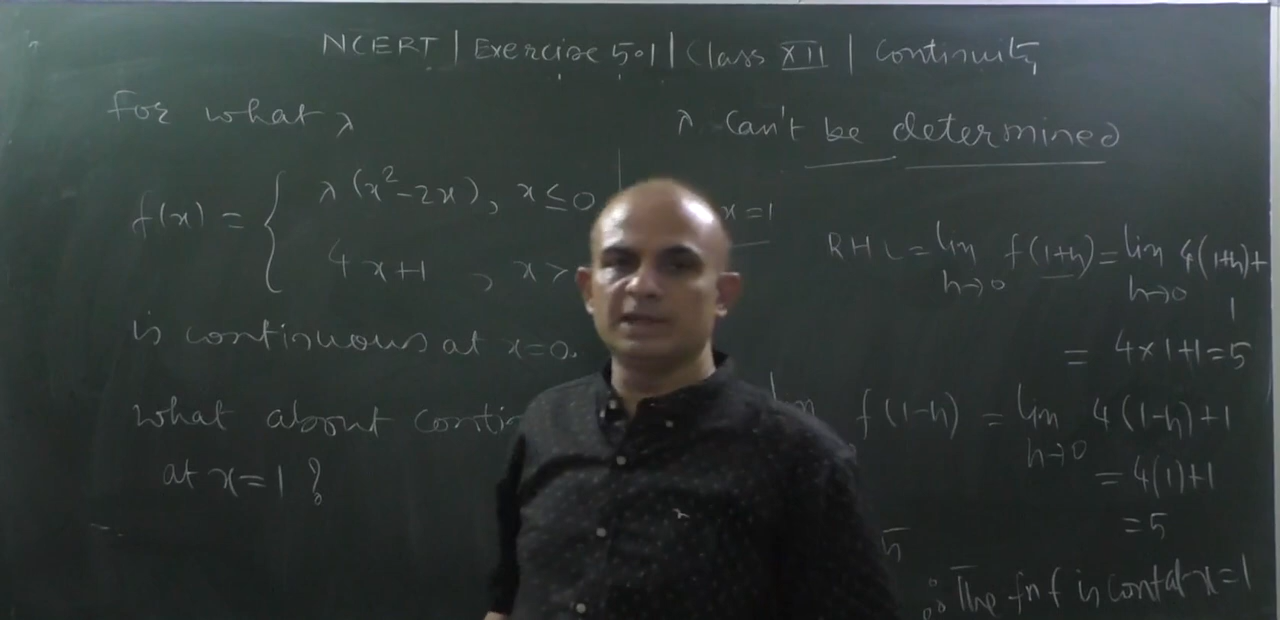 NCERT | Exercise 5.1 | Class XII | Continuity
For what λ
f(x) = { λ(x²-2x), x≤0
4x+1 , x>
is continuous at x=0.
what about
at x=1 ?
λ can't be determined
x=1
RHL = lim h→0 f(1+h) = lim h→0 4(1+h)+1
= 4×1+1=5
f(1-h) = lim h→0 4(1-h)+1
= 4(1)+1
= 5
∴ The fn f is cont at x=1